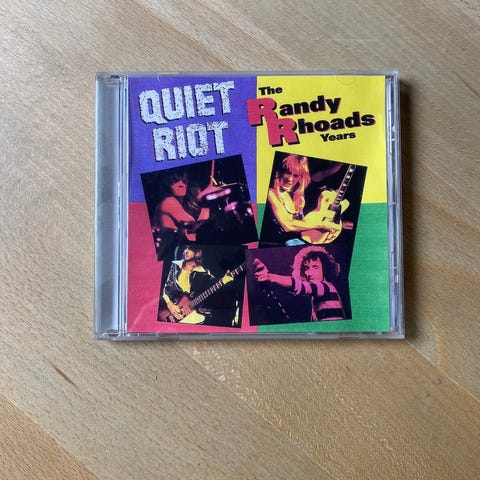 QUIET
RIOT
The
Randy
Rhoads
Years